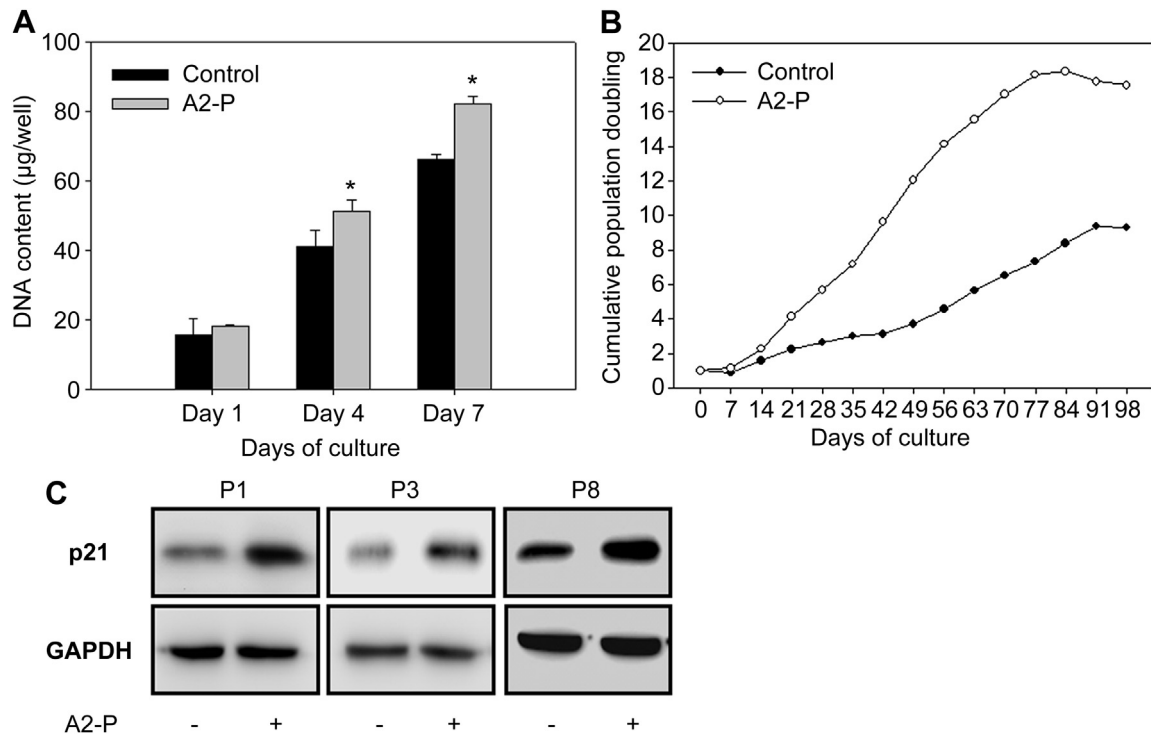 A
100
80
60
40
20
0
DNA content (µg/well)
Control
A2-P
*
*
Day 1 Day 4 Day 7
Days of culture
B
20
18
16
14
12
10
8
6
4
2
0
Cumulative population doubling
Control
A2-P
0 7 14 21 28 35 42 49 56 63 70 77 84 91 98
Days of culture
C
P1 P3 P8
p21
GAPDH
A2-P - + - + - +